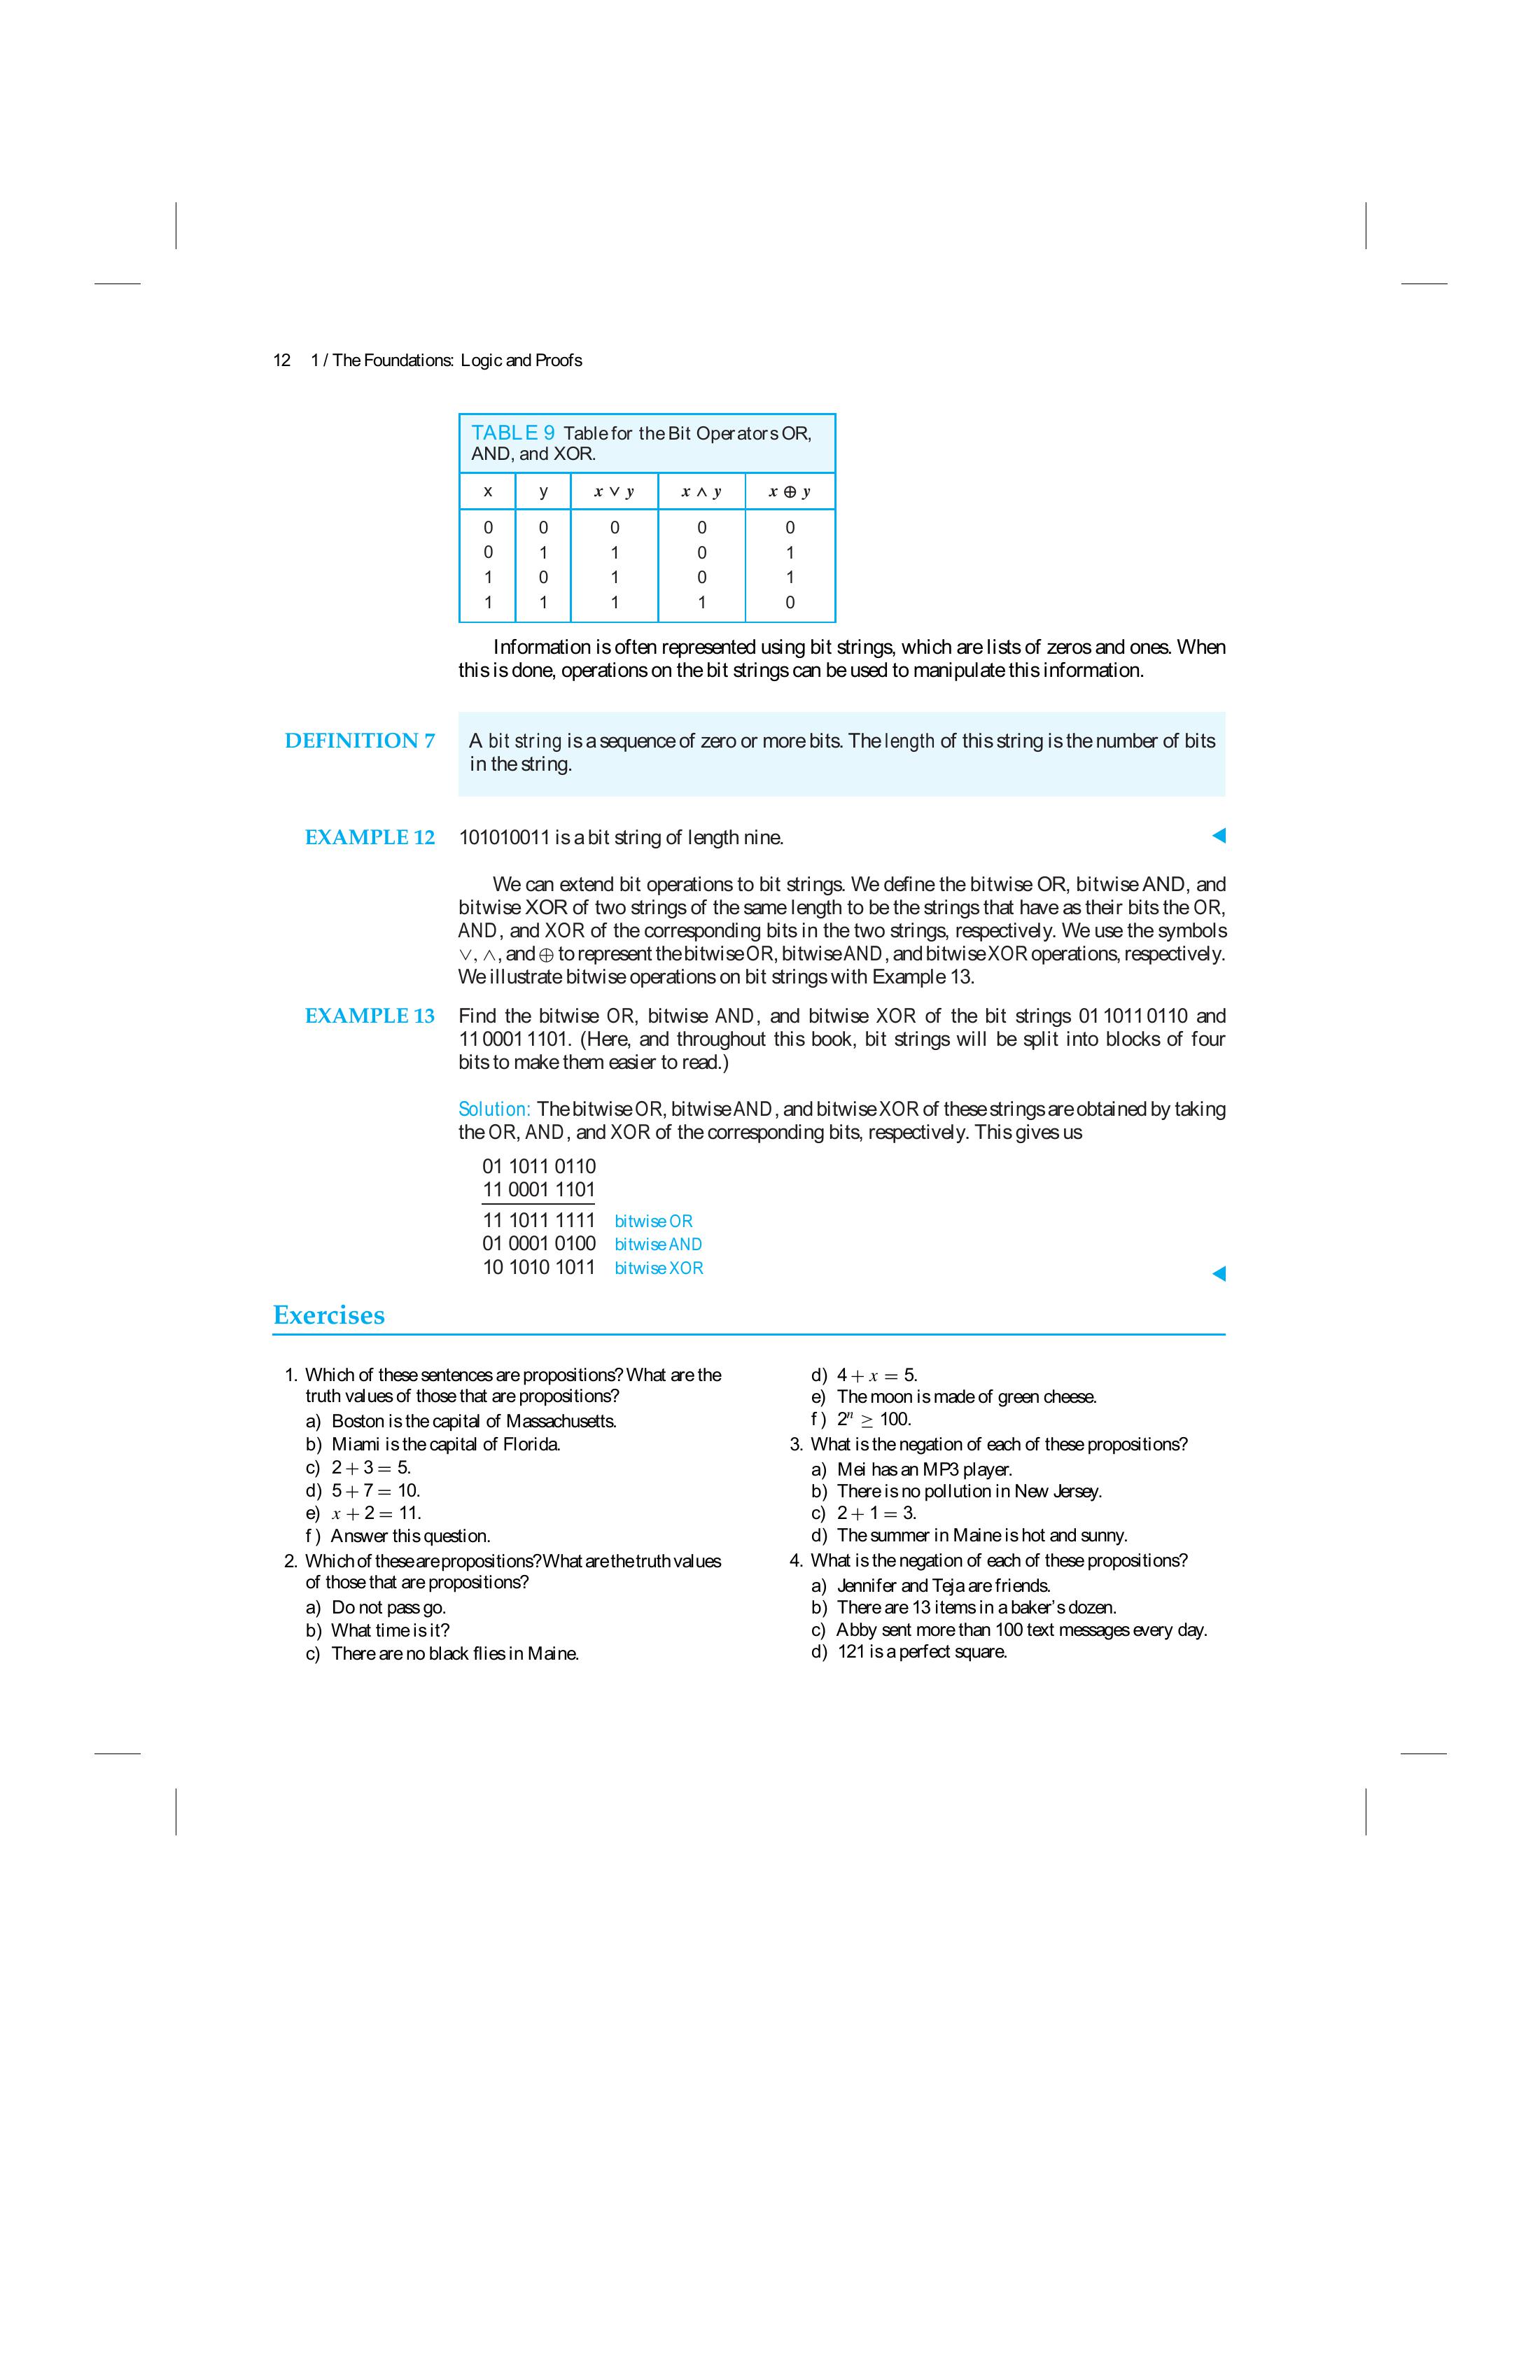 12 1 / The Foundations: Logic and Proofs
TABLE 9 Table for the Bit Operators OR,
AND, and XOR.
x y x ∨ y x ∧ y x ⊕ y
0 0 0 0 0
0 1 1 0 1
1 0 1 0 1
1 1 1 1 0
Information is often represented using bit strings, which are lists of zeros and ones. When
this is done, operations on the bit strings can be used to manipulate this information.
DEFINITION 7 A bit string is a sequence of zero or more bits. The length of this string is the number of bits
in the string.
EXAMPLE 12 101010011 is a bit string of length nine.
We can extend bit operations to bit strings. We define the bitwise OR, bitwise AND, and
bitwise XOR of two strings of the same length to be the strings that have as their bits the OR,
AND, and XOR of the corresponding bits in the two strings, respectively. We use the symbols
∨, ∧, and ⊕ to represent the bitwise OR, bitwise AND, and bitwise XOR operations, respectively.
We illustrate bitwise operations on bit strings with Example 13.
EXAMPLE 13 Find the bitwise OR, bitwise AND, and bitwise XOR of the bit strings 01 1011 0110 and
11 0001 1101. (Here, and throughout this book, bit strings will be split into blocks of four
bits to make them easier to read.)
Solution: The bitwise OR, bitwise AND, and bitwise XOR of these strings are obtained by taking
the OR, AND, and XOR of the corresponding bits, respectively. This gives us
01 1011 0110
11 0001 1101
11 1011 1111 bitwise OR
01 0001 0100 bitwise AND
10 1010 1011 bitwise XOR
Exercises
1. Which of these sentences are propositions? What are the
truth values of those that are propositions?
a) Boston is the capital of Massachusetts.
b) Miami is the capital of Florida.
c) 2 + 3 = 5.
d) 5 + 7 = 10.
e) x + 2 = 11.
f ) Answer this question.
2. Which of these are propositions? What are the truth values
of those that are propositions?
a) Do not pass go.
b) What time is it?
c) There are no black flies in Maine.
d) 4 + x = 5.
e) The moon is made of green cheese.
f ) 2ⁿ ≥ 100.
3. What is the negation of each of these propositions?
a) Mei has an MP3 player.
b) There is no pollution in New Jersey.
c) 2 + 1 = 3.
d) The summer in Maine is hot and sunny.
4. What is the negation of each of these propositions?
a) Jennifer and Teja are friends.
b) There are 13 items in a baker’s dozen.
c) Abby sent more than 100 text messages every day.
d) 121 is a perfect square.